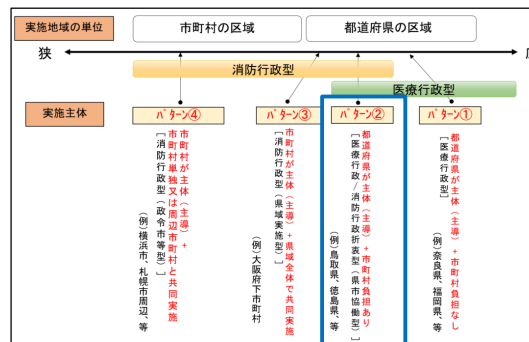 実施地域の単位
市町村の区域
都道府県の区域
狭
広
消防行政型
医療行政型
実施主体
パターン④
パターン③
パターン②
パターン①
市町村が主体(主導)+
市町村単独又は周辺市町村と共同実施
[消防行政型(政令市等型)]
(例)横浜市、札幌市周辺、等
市町村が主体(主導)+県域全体で共同実施
[消防行政型(県域実施型)]
(例)大阪府下市町村
都道府県が主体(主導)+市町村負担あり
[医療行政/消防行政折衷型(県市協働型)]
(例)鳥取県、徳島県、等
都道府県が主体(主導)+市町村負担なし
[医療行政型]
(例)奈良県、福岡県、等